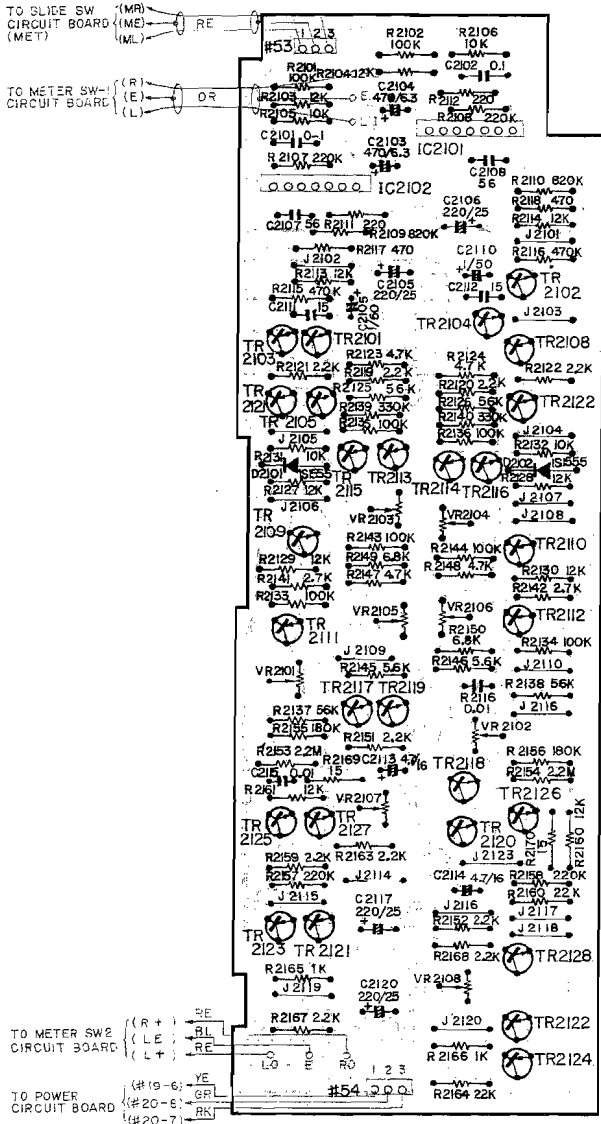 TO SLIDE SW
CIRCUIT BOARD
(MET)
(MR)
(ME)
(ML)
RE
1 2 3
#53
R2102
100K
R2106
10K
C2102 0.1
TO METER SW-1
CIRCUIT BOARD
(R)
(E)
(L)
OR
R2101
100K
R2104 12K
R2103 12K
R2105 10K
E
L
C2104
470/6.3
R2112 220
R2108 220K
C2101 0.1
C2103
470/6.3
IC2101
R2107 220K
IC2102
C2108
56
R2110 820K
R2118 470
R2114 12K
J2101
R2116 470K
C2106
220/25
C2107 56
R2111 220
R2109 820K
R2117 470
J2102
R2113 12K
R2115 470K
C2111 15
C2105
1/50
C2105
220/25
C2110
1/50
C2112 15
TR
2102
TR2104
J2103
TR
2103
TR2101
TR2108
R2121 2.2K
R2123 4.7K
R2119 2.2K
R2125 56K
R2139 330K
R2135 100K
R2124
4.7K
R2120 2.2K
R2126 56K
R2140 330K
R2136 100K
R2122 2.2K
TR
2121
TR2105
TR2122
J2105
R2131 10K
D2101 S1555
R2127 12K
J2106
TR
2115
TR2113
TR2114
TR2116
J2104
R2132 10K
D2102 S1555
R2128 12K
J2107
J2108
VR2103
VR2104
TR
2109
TR2110
R2143 100K
R2149 6.8K
R2147 4.7K
R2144 100K
R2148 4.7K
R2129 12K
R2141 2.7K
R2133 100K
R2130 12K
R2142 2.7K
VR2105
VR2106
TR
2111
TR2112
R2150
6.8K
R2146 5.6K
R2134 100K
J2110
J2109
R2145 5.6K
VR2101
TR2117 TR2119
R2116
0.01
R2138 56K
J2116
R2137 56K
R2155 180K
R2151 2.2K
VR2102
R2153 2.2M
C2115 0.01
R2161 12K
R2169
15
C2113 4.7/16
TR2118
R2156 180K
R2154 2.2M
VR2107
TR
2125
TR
2127
TR
2120
TR2126
R2170
15
R2160 12K
R2163 2.2K
J2123
R2159 2.2K
R2157 220K
J2115
J2114
C2114 4.7/16
R2158 220K
R2160 22K
J2117
J2118
C2117
220/25
J2116
R2152 2.2K
TR
2123
TR2121
R2168 2.2K
TR2128
R2165 1K
J2119
VR2108
C2120
220/25
R2167 2.2K
J2120
TR2122
R2166 1K
TR2124
R2164 22K
TO METER SW2
CIRCUIT BOARD
(R+)
(LE)
(L+)
RE
BL
RE
LO E RO
TO POWER
CIRCUIT BOARD
(#19-6)
(#20-8)
(#20-7)
YE
GR
RK
#54
1 2 3